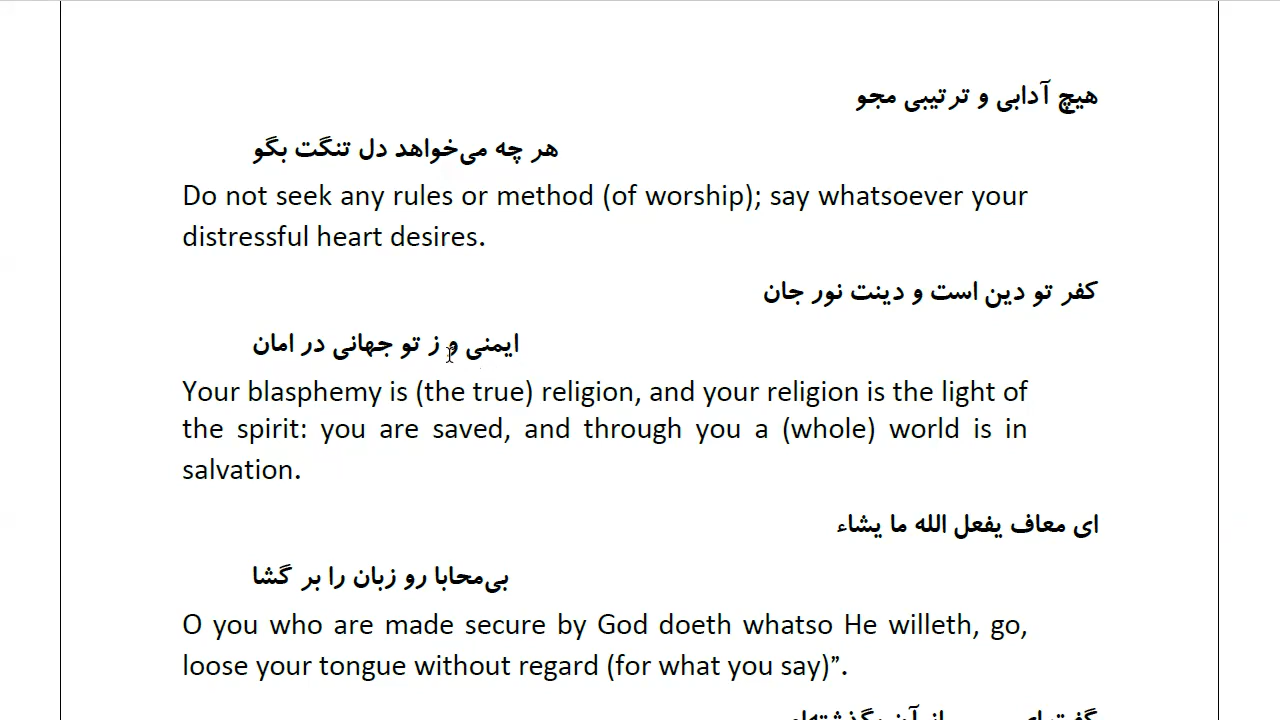 هیچ آدابی و ترتیبی مجو
هر چه می‌خواهد دل تنگت بگو
Do not seek any rules or method (of worship); say whatsoever your
distressful heart desires.
کفر تو دین است و دینت نور جان
ایمنی و ز تو جهانی در امان
Your blasphemy is (the true) religion, and your religion is the light of
the spirit: you are saved, and through you a (whole) world is in
salvation.
ای معاف یفعل الله ما یشاء
بی‌محابا رو زبان را بر گشا
O you who are made secure by God doeth whatso He willeth, go,
loose your tongue without regard (for what you say)”.